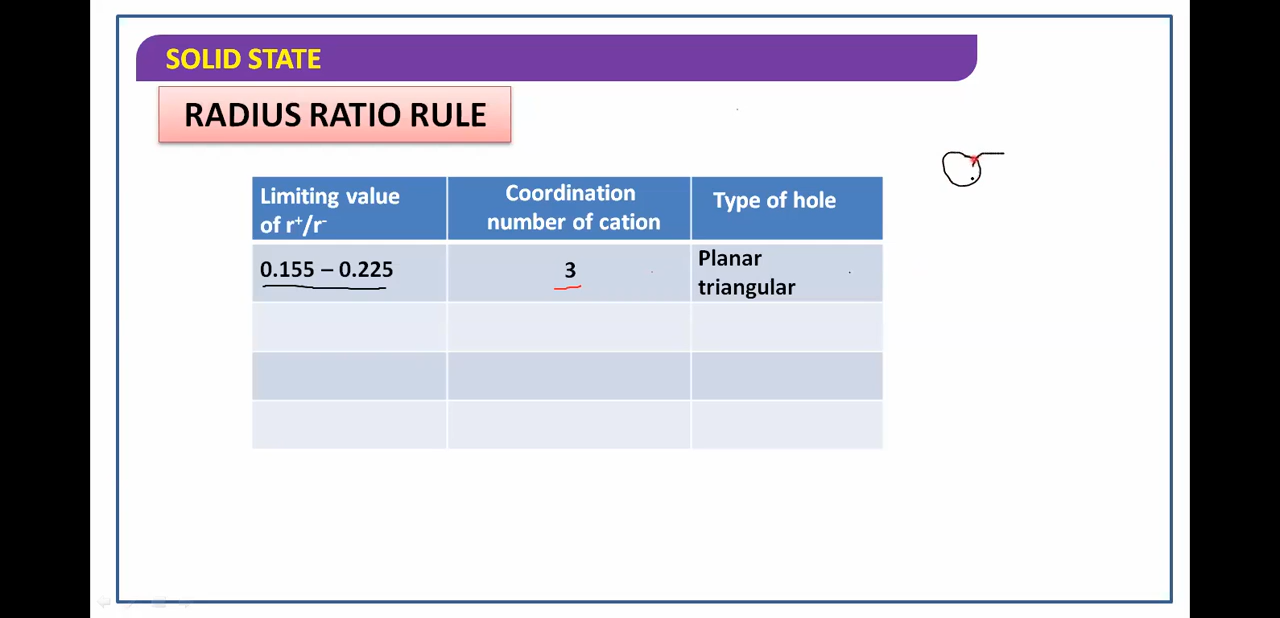 SOLID STATE
RADIUS RATIO RULE
Limiting value
of r⁺/r⁻
Coordination
number of cation
Type of hole
0.155 – 0.225
3
Planar
triangular